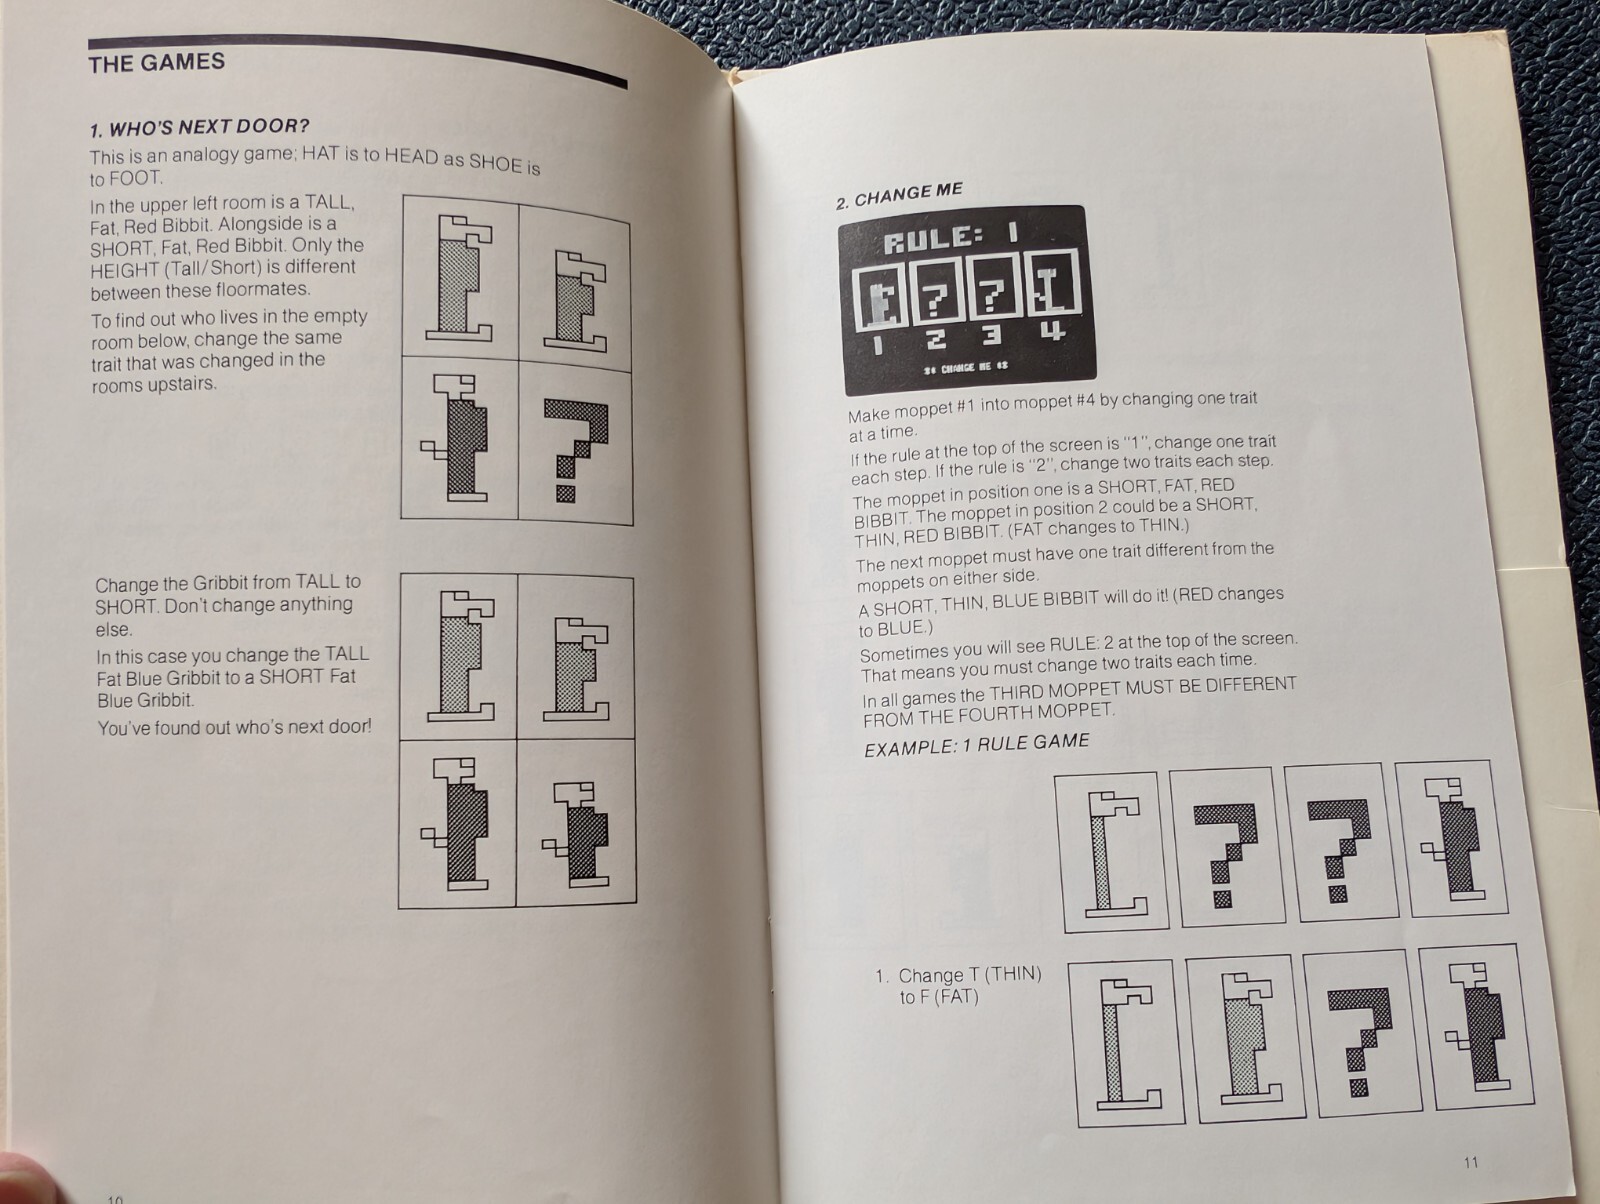 THE GAMES
1. WHO'S NEXT DOOR?
This is an analogy game; HAT is to HEAD as SHOE is
to FOOT.
In the upper left room is a TALL,
Fat, Red Bibbit. Alongside is a
SHORT, Fat, Red Bibbit. Only the
HEIGHT (Tall/Short) is different
between these floormates.
To find out who lives in the empty
room below, change the same
trait that was changed in the
rooms upstairs.
?
Change the Gribbit from TALL to
SHORT. Don't change anything
else.
In this case you change the TALL
Fat Blue Gribbit to a SHORT Fat
Blue Gribbit.
You've found out who's next door!
10
2. CHANGE ME
RULE: 1
? ?
1 2 3 4
** CHANGE ME **
Make moppet #1 into moppet #4 by changing one trait
at a time.
If the rule at the top of the screen is "1", change one trait
each step. If the rule is "2", change two traits each step.
The moppet in position one is a SHORT, FAT, RED
BIBBIT. The moppet in position 2 could be a SHORT,
THIN, RED BIBBIT. (FAT changes to THIN.)
The next moppet must have one trait different from the
moppets on either side.
A SHORT, THIN, BLUE BIBBIT will do it! (RED changes
to BLUE.)
Sometimes you will see RULE: 2 at the top of the screen.
That means you must change two traits each time.
In all games the THIRD MOPPET MUST BE DIFFERENT
FROM THE FOURTH MOPPET.
EXAMPLE: 1 RULE GAME
? ?
1. Change T (THIN)
to F (FAT)
?
11